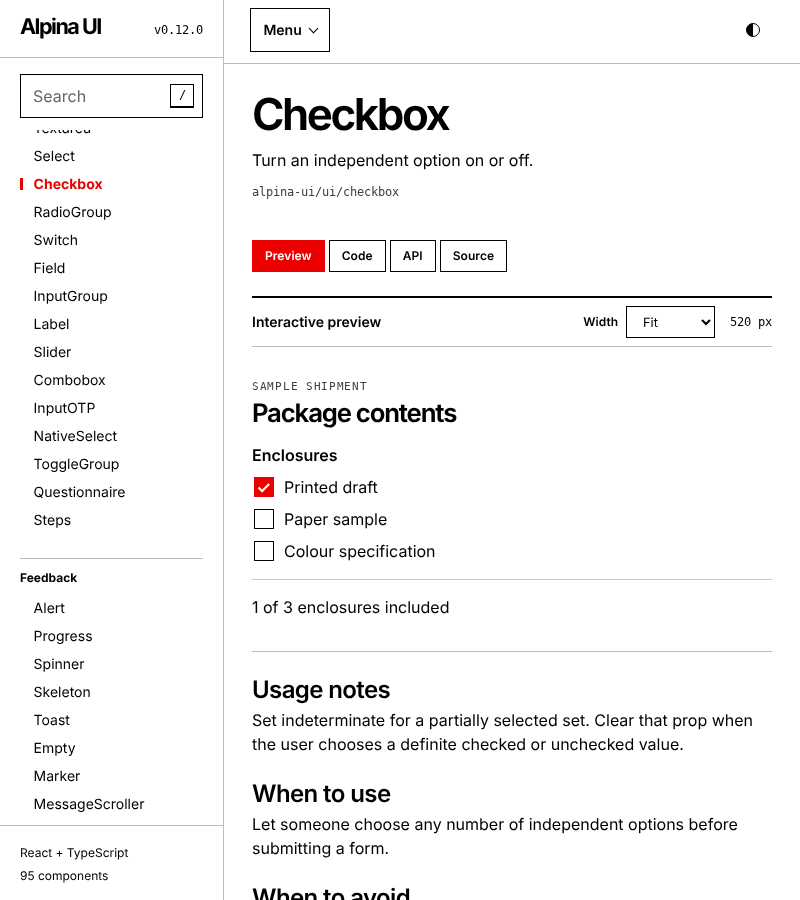 Alpina UI
v0.12.0
Search
/
Textarea
Select
Checkbox
RadioGroup
Switch
Field
InputGroup
Label
Slider
Combobox
InputOTP
NativeSelect
ToggleGroup
Questionnaire
Steps
Feedback
Alert
Progress
Spinner
Skeleton
Toast
Empty
Marker
MessageScroller
React + TypeScript
95 components
Menu
Checkbox
Turn an independent option on or off.
alpina-ui/ui/checkbox
Preview
Code
API
Source
Interactive preview
Width
Fit
520 px
SAMPLE SHIPMENT
Package contents
Enclosures
Printed draft
Paper sample
Colour specification
1 of 3 enclosures included
Usage notes
Set indeterminate for a partially selected set. Clear that prop when
the user chooses a definite checked or unchecked value.
When to use
Let someone choose any number of independent options before
submitting a form.
When to avoid